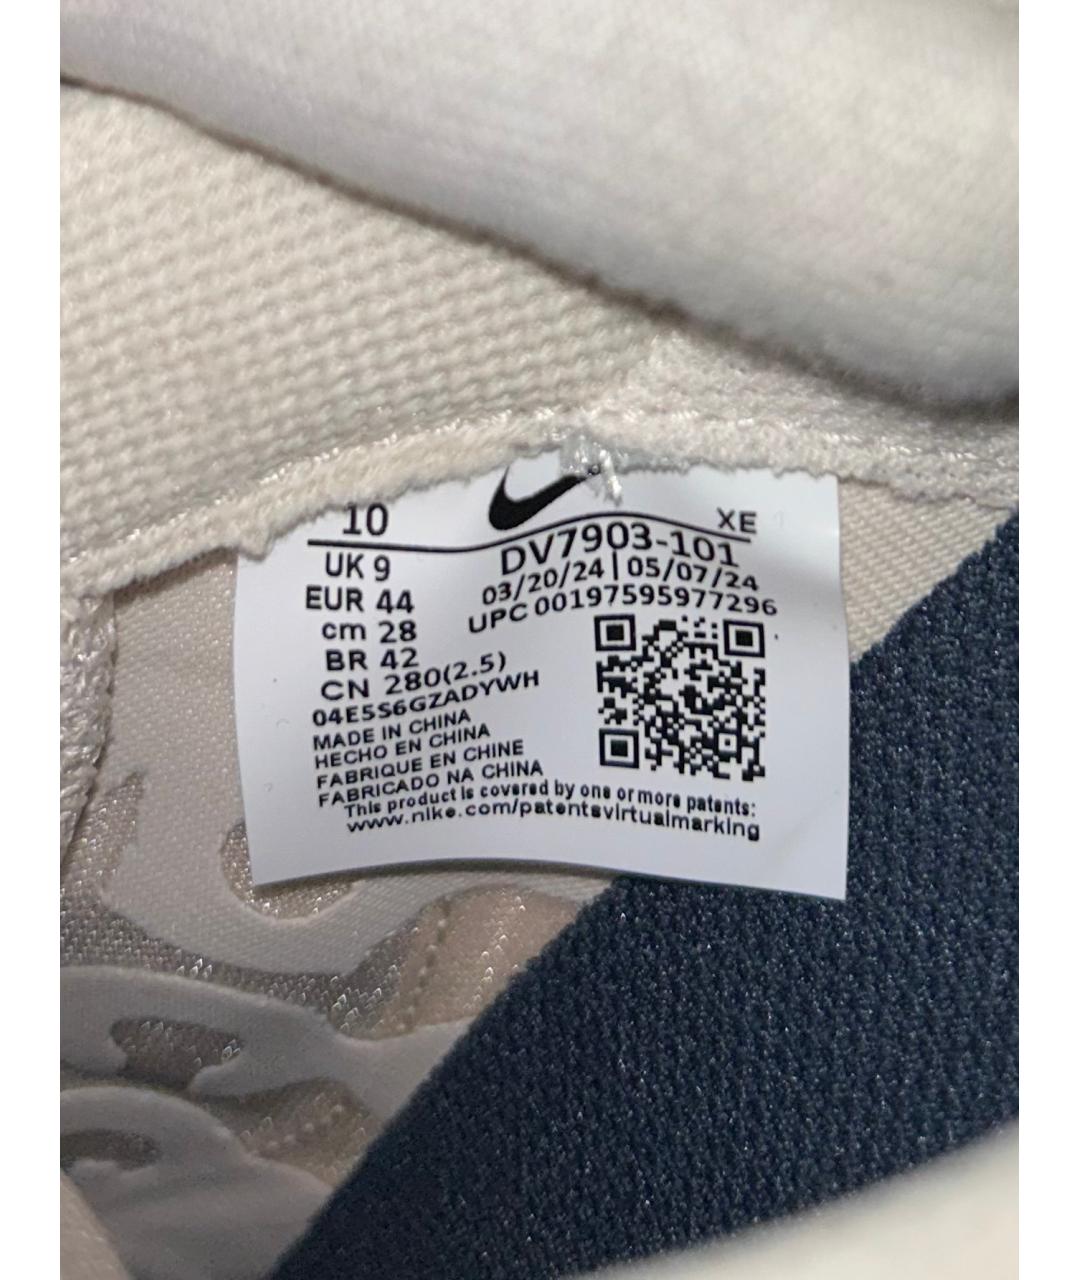 10
XE
UK 9
EUR 44
cm 28
BR 42
CN 280(2.5)
DV7903-101
03/20/24 | 05/07/24
UPC 00197595977296
04E5S6GZADYWH
MADE IN CHINA
HECHO EN CHINA
FABRIQUE EN CHINE
FABRICADO NA CHINA
This product is covered by one or more patents:
www.nike.com/patentsvirtualmarking